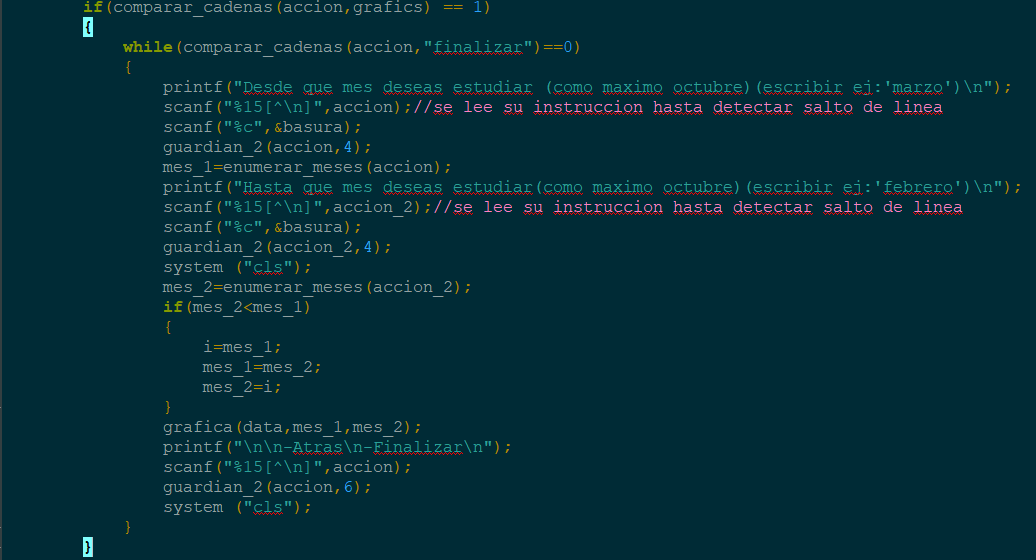 if(comparar_cadenas(accion,grafics) == 1)
{
while(comparar_cadenas(accion,"finalizar")==0)
{
printf("Desde que mes deseas estudiar (como maximo octubre)(escribir ej:'marzo')\n");
scanf("%15[^\n]",accion);//se lee su instruccion hasta detectar salto de linea
scanf("%c",&basura);
guardian_2(accion,4);
mes_1=enumerar_meses(accion);
printf("Hasta que mes deseas estudiar(como maximo octubre)(escribir ej:'febrero')\n");
scanf("%15[^\n]",accion_2);//se lee su instruccion hasta detectar salto de linea
scanf("%c",&basura);
guardian_2(accion_2,4);
system ("cls");
mes_2=enumerar_meses(accion_2);
if(mes_2<mes_1)
{
i=mes_1;
mes_1=mes_2;
mes_2=i;
}
grafica(data,mes_1,mes_2);
printf("\n\n-Atras\n-Finalizar\n");
scanf("%15[^\n]",accion);
guardian_2(accion,6);
system ("cls");
}
}